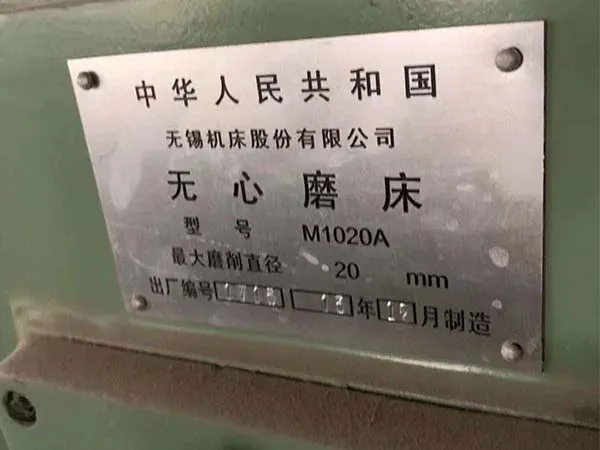 中华人民共和国
无锡机床股份有限公司
无心磨床
型号 M1020A
最大磨削直径 20 mm
出厂编号 年 月制造